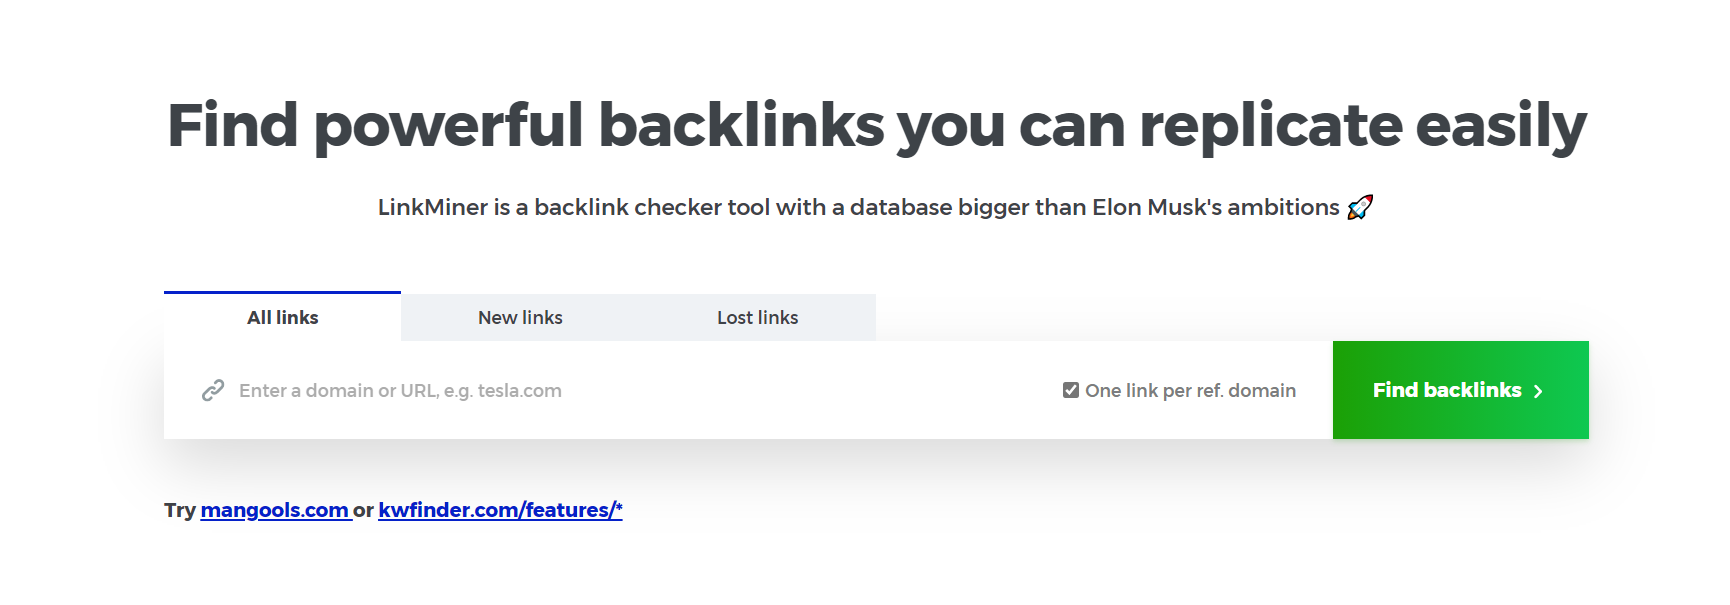 Find powerful backlinks you can replicate easily
LinkMiner is a backlink checker tool with a database bigger than Elon Musk's ambitions 🚀
All links New links Lost links
Enter a domain or URL, e.g. tesla.com One link per ref. domain Find backlinks
Try mangools.com or kwfinder.com/features/*